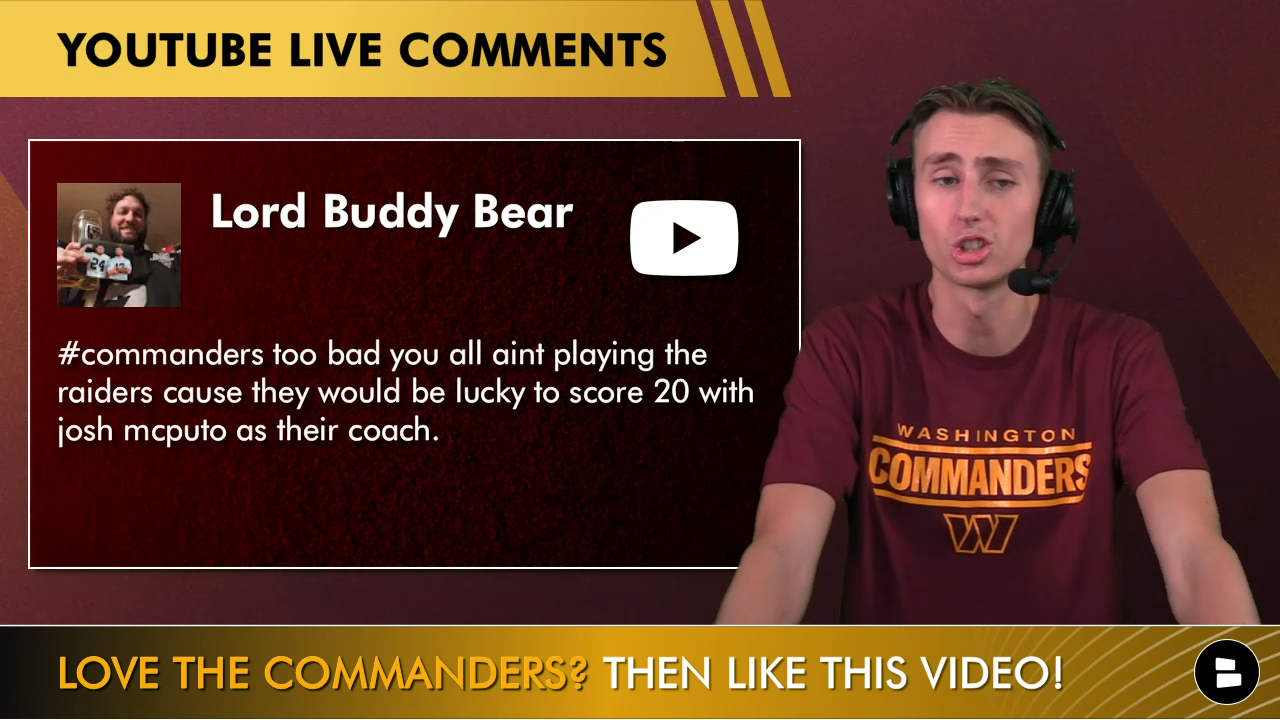 YOUTUBE LIVE COMMENTS
Lord Buddy Bear
#commanders too bad you all aint playing the
raiders cause they would be lucky to score 20 with
josh mcputo as their coach.
WASHINGTON
COMMANDERS
W
LOVE THE COMMANDERS? THEN LIKE THIS VIDEO!
24